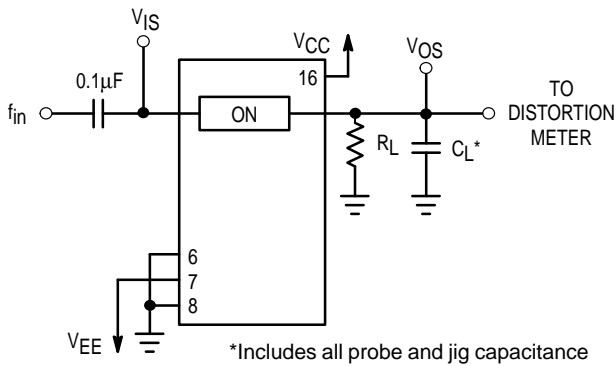 V_IS
V_CC
V_OS
16
0.1µF
f_in
ON
R_L
C_L*
TO
DISTORTION
METER
6
7
8
V_EE
*Includes all probe and jig capacitance